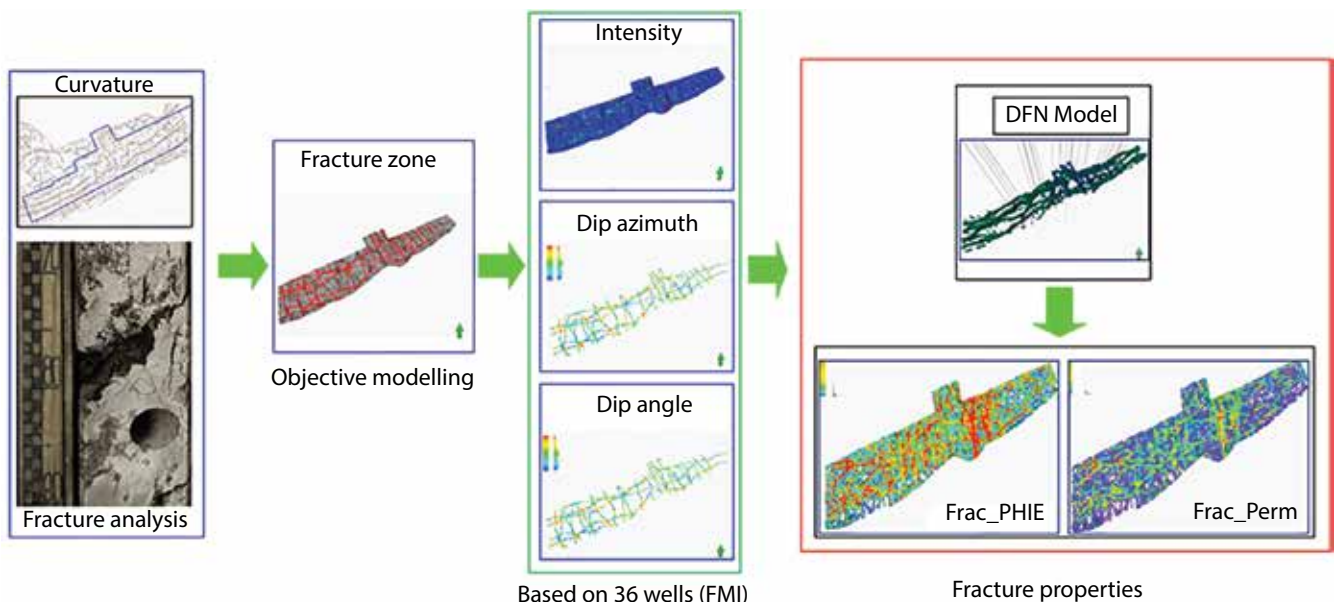 Curvature
Fracture analysis
Fracture zone
Objective modelling
Intensity
Dip azimuth
Dip angle
Based on 36 wells (FMI)
DFN Model
Frac_PHIE
Frac_Perm
Fracture properties